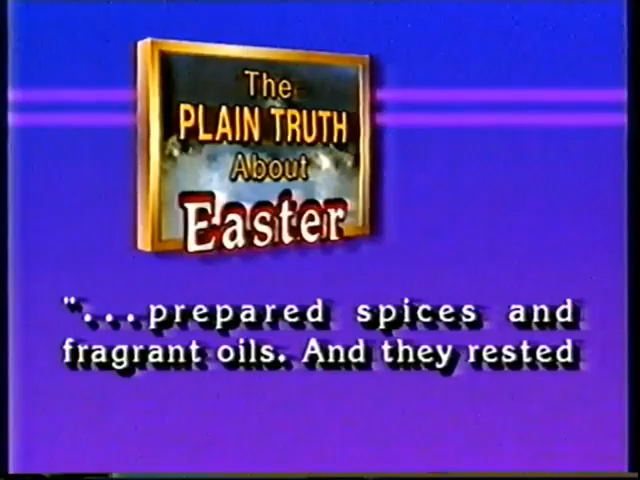 The
PLAIN TRUTH
About
Easter
"...prepared spices and
fragrant oils. And they rested